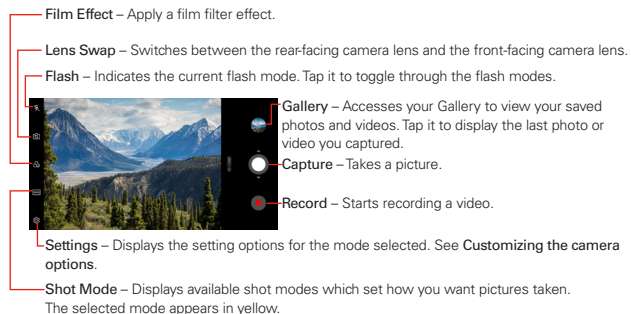 Film Effect – Apply a film filter effect.
Lens Swap – Switches between the rear-facing camera lens and the front-facing camera lens.
Flash – Indicates the current flash mode. Tap it to toggle through the flash modes.
Gallery – Accesses your Gallery to view your saved
photos and videos. Tap it to display the last photo or
video you captured.
Capture – Takes a picture.
Record – Starts recording a video.
Settings – Displays the setting options for the mode selected. See Customizing the camera
options.
Shot Mode – Displays available shot modes which set how you want pictures taken.
The selected mode appears in yellow.